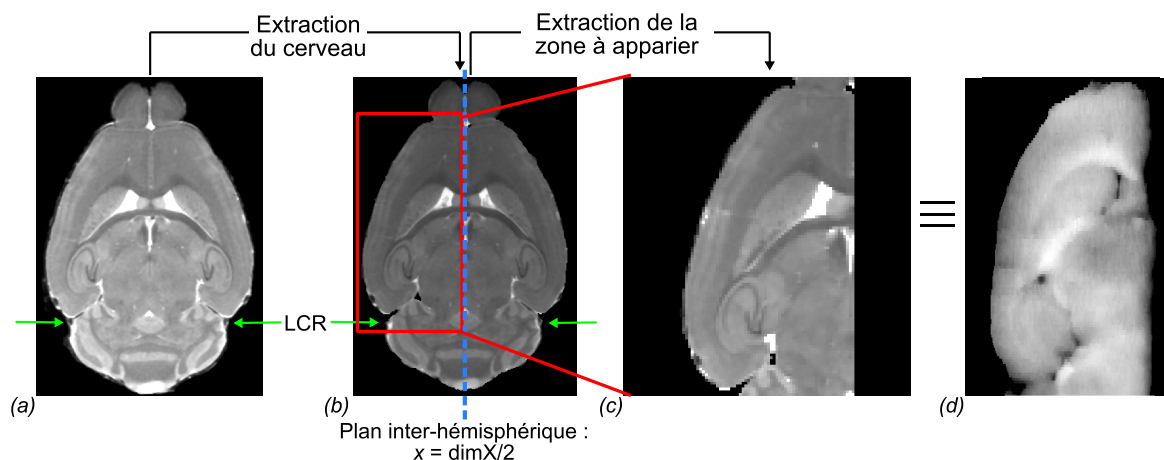 Extraction
du cerveau
Extraction de la
zone à apparier
LCR
(a)
(b)
(c)
(d)
Plan inter-hémisphérique :
x = dimX/2